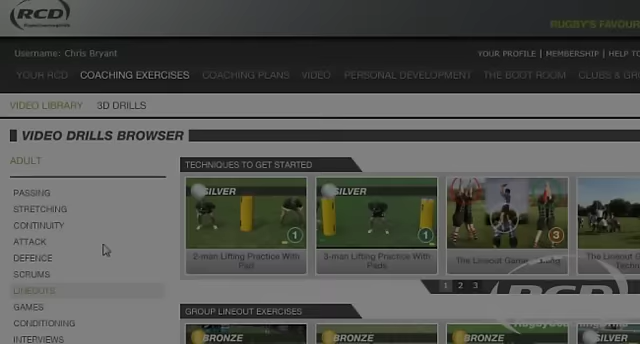 RCD
RUGBY'S FAVOUR
Username: Chris Bryant
YOUR PROFILE | MEMBERSHIP | HELP TO
YOUR RCD COACHING EXERCISES COACHING PLANS VIDEO PERSONAL DEVELOPMENT THE BOOT ROOM CLUBS & GR
VIDEO LIBRARY 3D DRILLS
VIDEO DRILLS BROWSER
ADULT
PASSING
STRETCHING
CONTINUITY
ATTACK
DEFENCE
SCRUMS
LINEOUTS
GAMES
CONDITIONING
INTERVIEWS
TECHNIQUES TO GET STARTED
SILVER
1
2-man Lifting Practice With Pad
SILVER
1
3-man Lifting Practice With Pads
3
The Lineout Game
The Lineout
1 2 3
RCD
GROUP LINEOUT EXERCISES
BRONZE BRONZE BRONZE SILVER